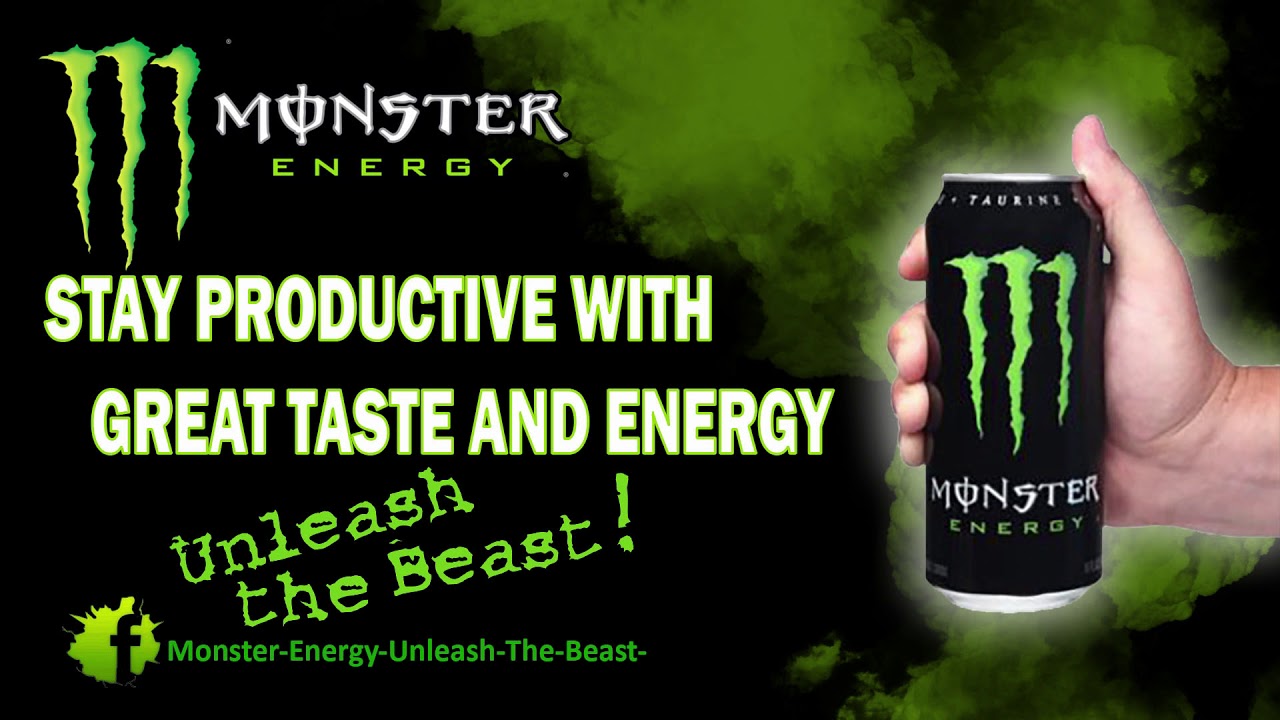 MONSTER
ENERGY
STAY PRODUCTIVE WITH
GREAT TASTE AND ENERGY
Unleash
the Beast!
f Monster-Energy-Unleash-The-Beast-
TAURINE
MONSTER
ENERGY